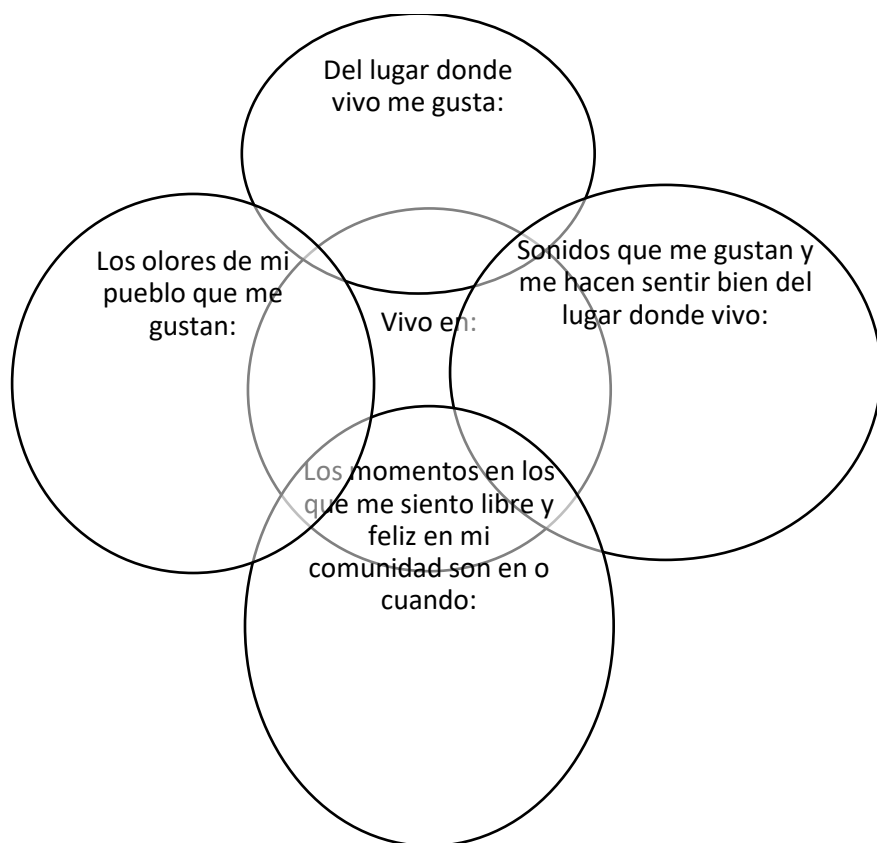 Del lugar donde
vivo me gusta:
Los olores de mi
pueblo que me
gustan:
Sonidos que me gustan y
me hacen sentir bien del
lugar donde vivo:
Vivo en:
Los momentos en los
que me siento libre y
feliz en mi
comunidad son en o
cuando: